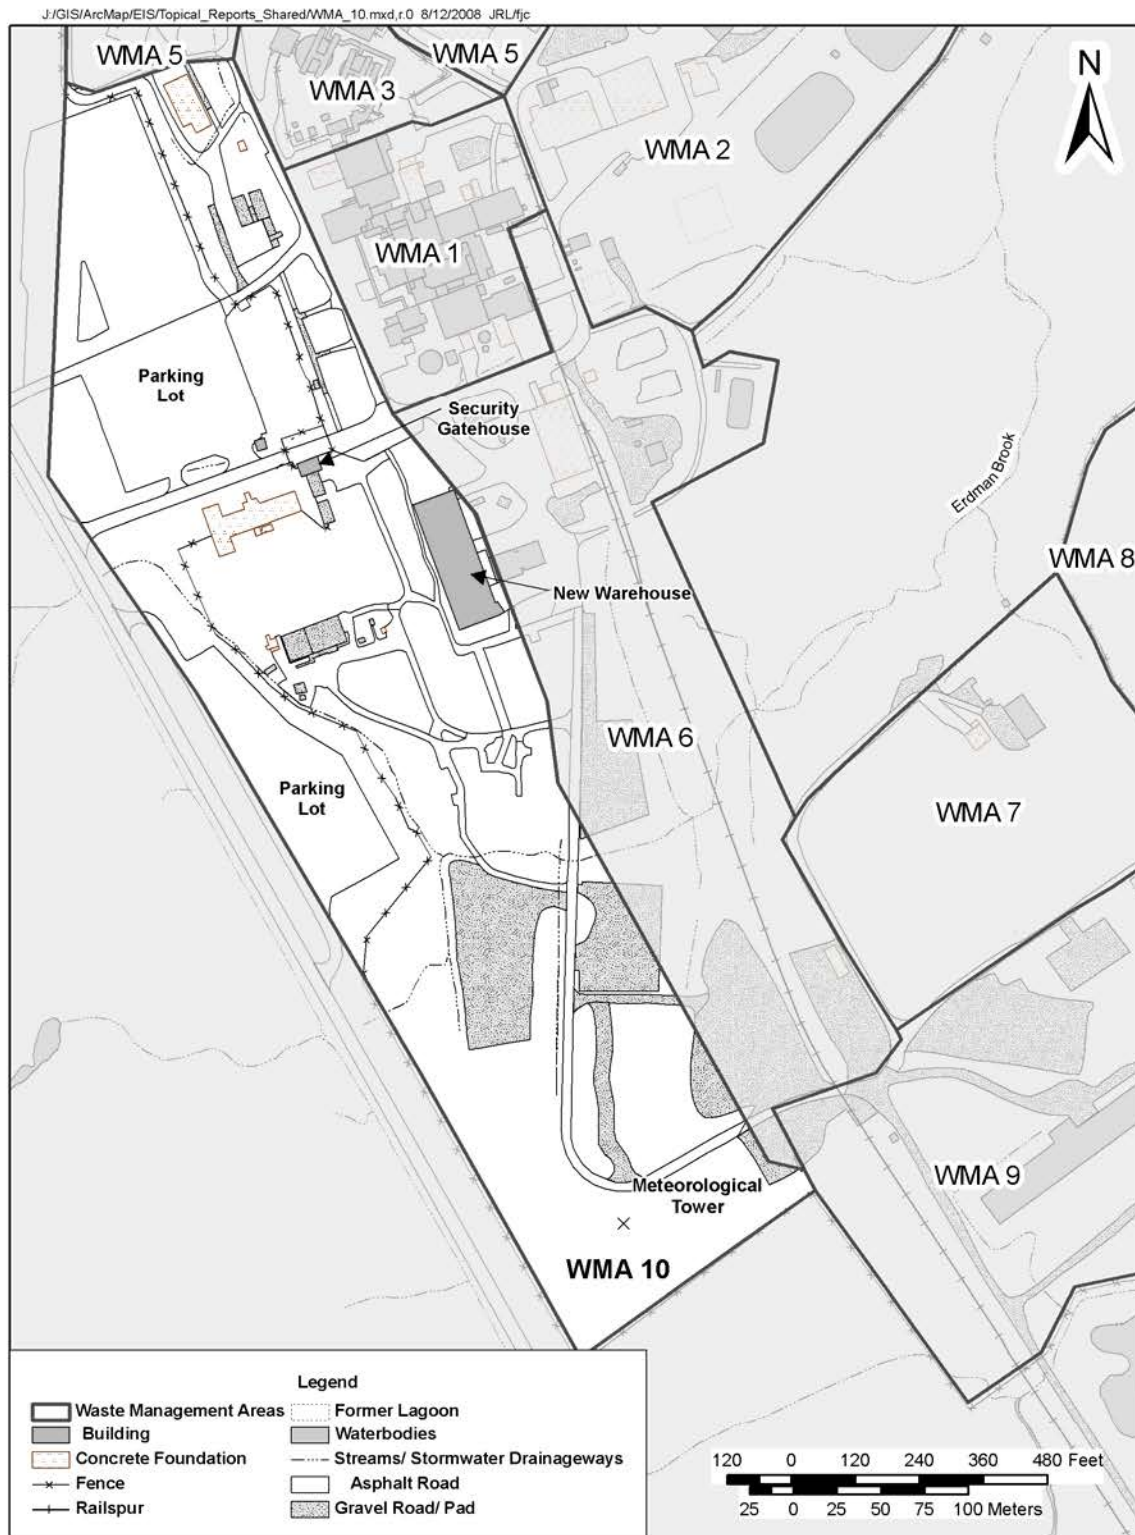 J:/GIS/ArcMap/EIS/Topical_Reports_Shared/WMA_10.mxd,r.0 8/12/2008 JRL/fjc
WMA 5
WMA 5
WMA 3
WMA 2
N
WMA 1
Parking
Lot
Security
Gatehouse
Erdman Brook
WMA 8
New Warehouse
WMA 6
Parking
Lot
WMA 7
WMA 9
Meteorological
Tower
WMA 10
Legend
Waste Management Areas
Former Lagoon
Building
Waterbodies
Concrete Foundation
Streams/ Stormwater Drainageways
Fence
Asphalt Road
Railspur
Gravel Road/ Pad
120 0 120 240 360 480 Feet
25 0 25 50 75 100 Meters